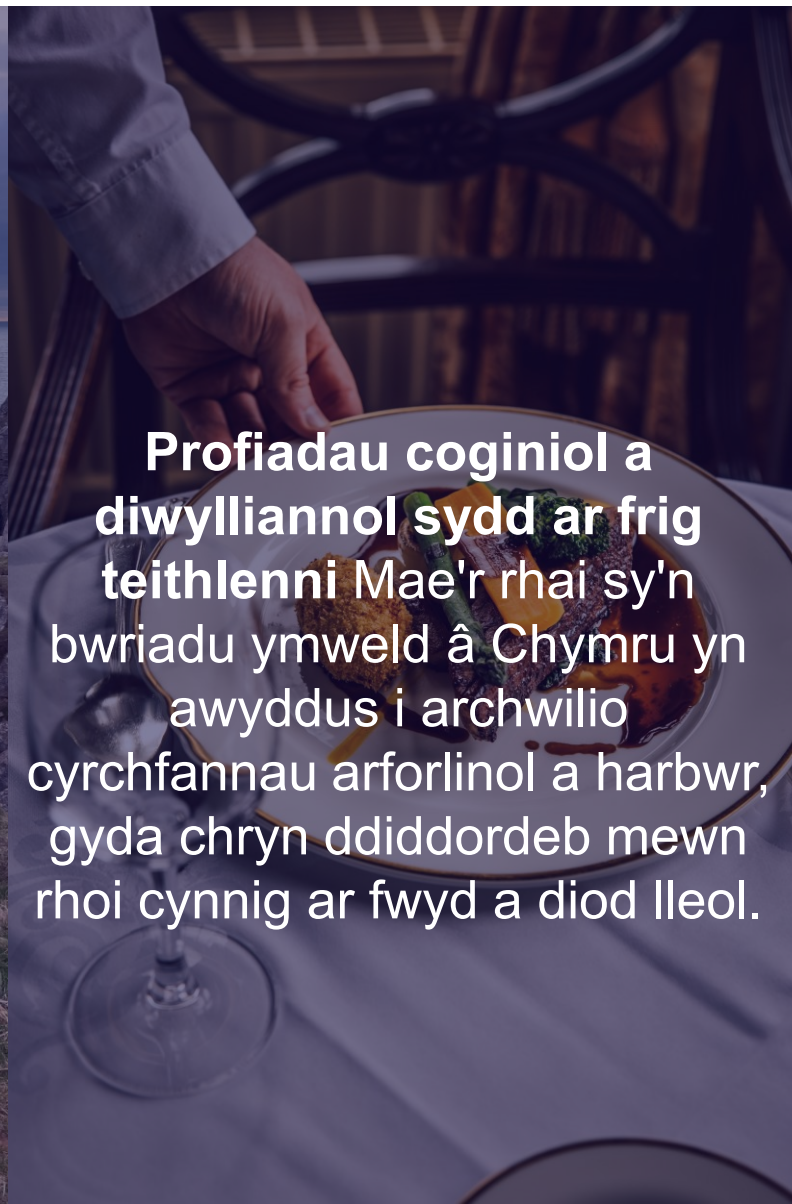 Profiadau coginiol a
diwylliannol sydd ar frig
teithlenni Mae'r rhai sy'n
bwriadu ymweld â Chymru yn
awyddus i archwilio
cyrchfannau arforlinol a harbwr,
gyda chryn ddiddordeb mewn
rhoi cynnig ar fwyd a diod lleol.